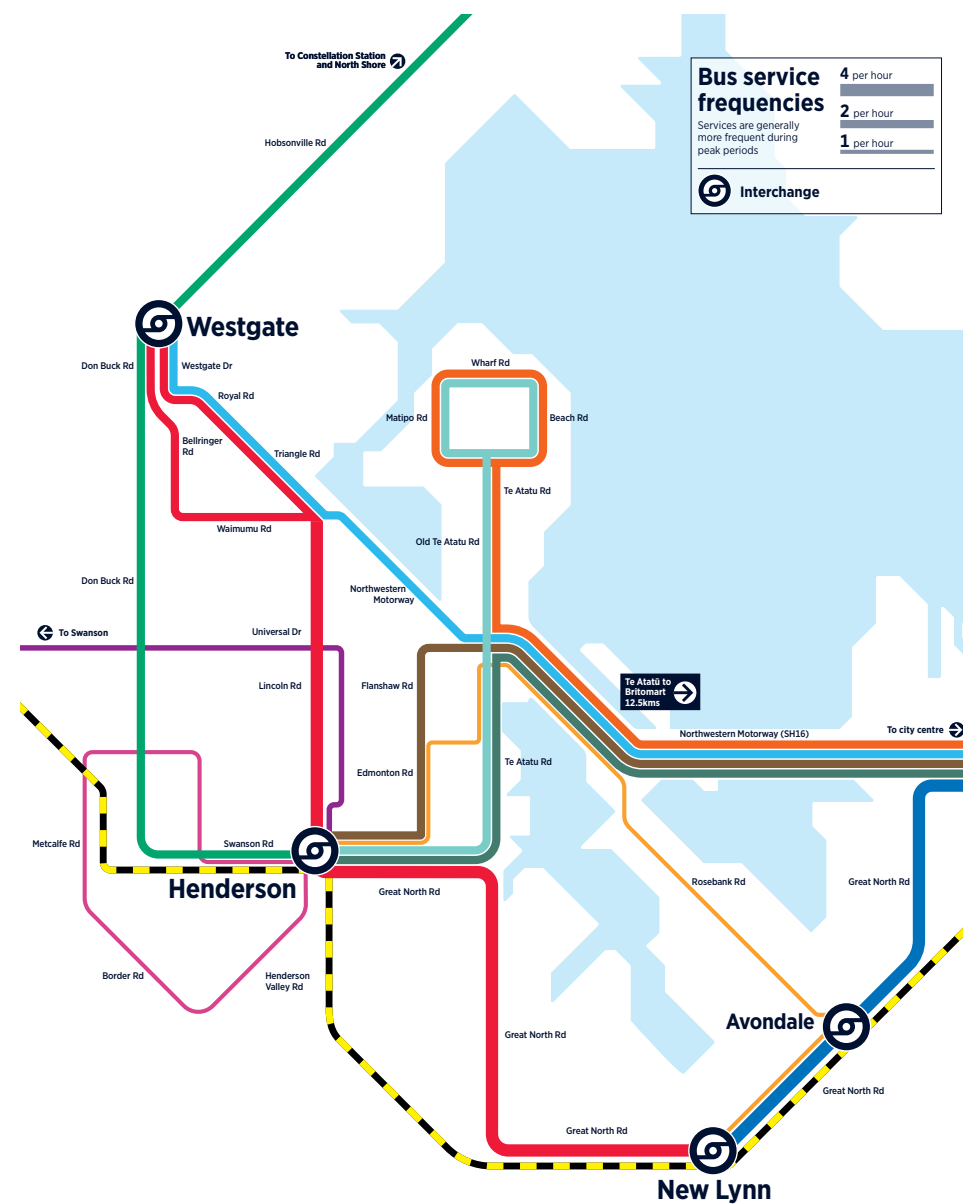 To Constellation Station
and North Shore
Hobsonville Rd
Bus service
frequencies
Services are generally
more frequent during
peak periods
4 per hour
2 per hour
1 per hour
Interchange
Westgate
Don Buck Rd
Westgate Dr
Royal Rd
Bellringer
Rd
Triangle Rd
Waimumu Rd
Wharf Rd
Matipo Rd
Beach Rd
Te Atatu Rd
Old Te Atatu Rd
Don Buck Rd
Northwestern
Motorway
To Swanson
Universal Dr
Lincoln Rd
Flanshaw Rd
Te Atatū to
Britomart
12.5kms
Northwestern Motorway (SH16)
To city centre
Edmonton Rd
Te Atatu Rd
Metcalfe Rd
Swanson Rd
Henderson
Great North Rd
Rosebank Rd
Great North Rd
Border Rd
Henderson
Valley Rd
Great North Rd
Avondale
Great North Rd
Great North Rd
New Lynn